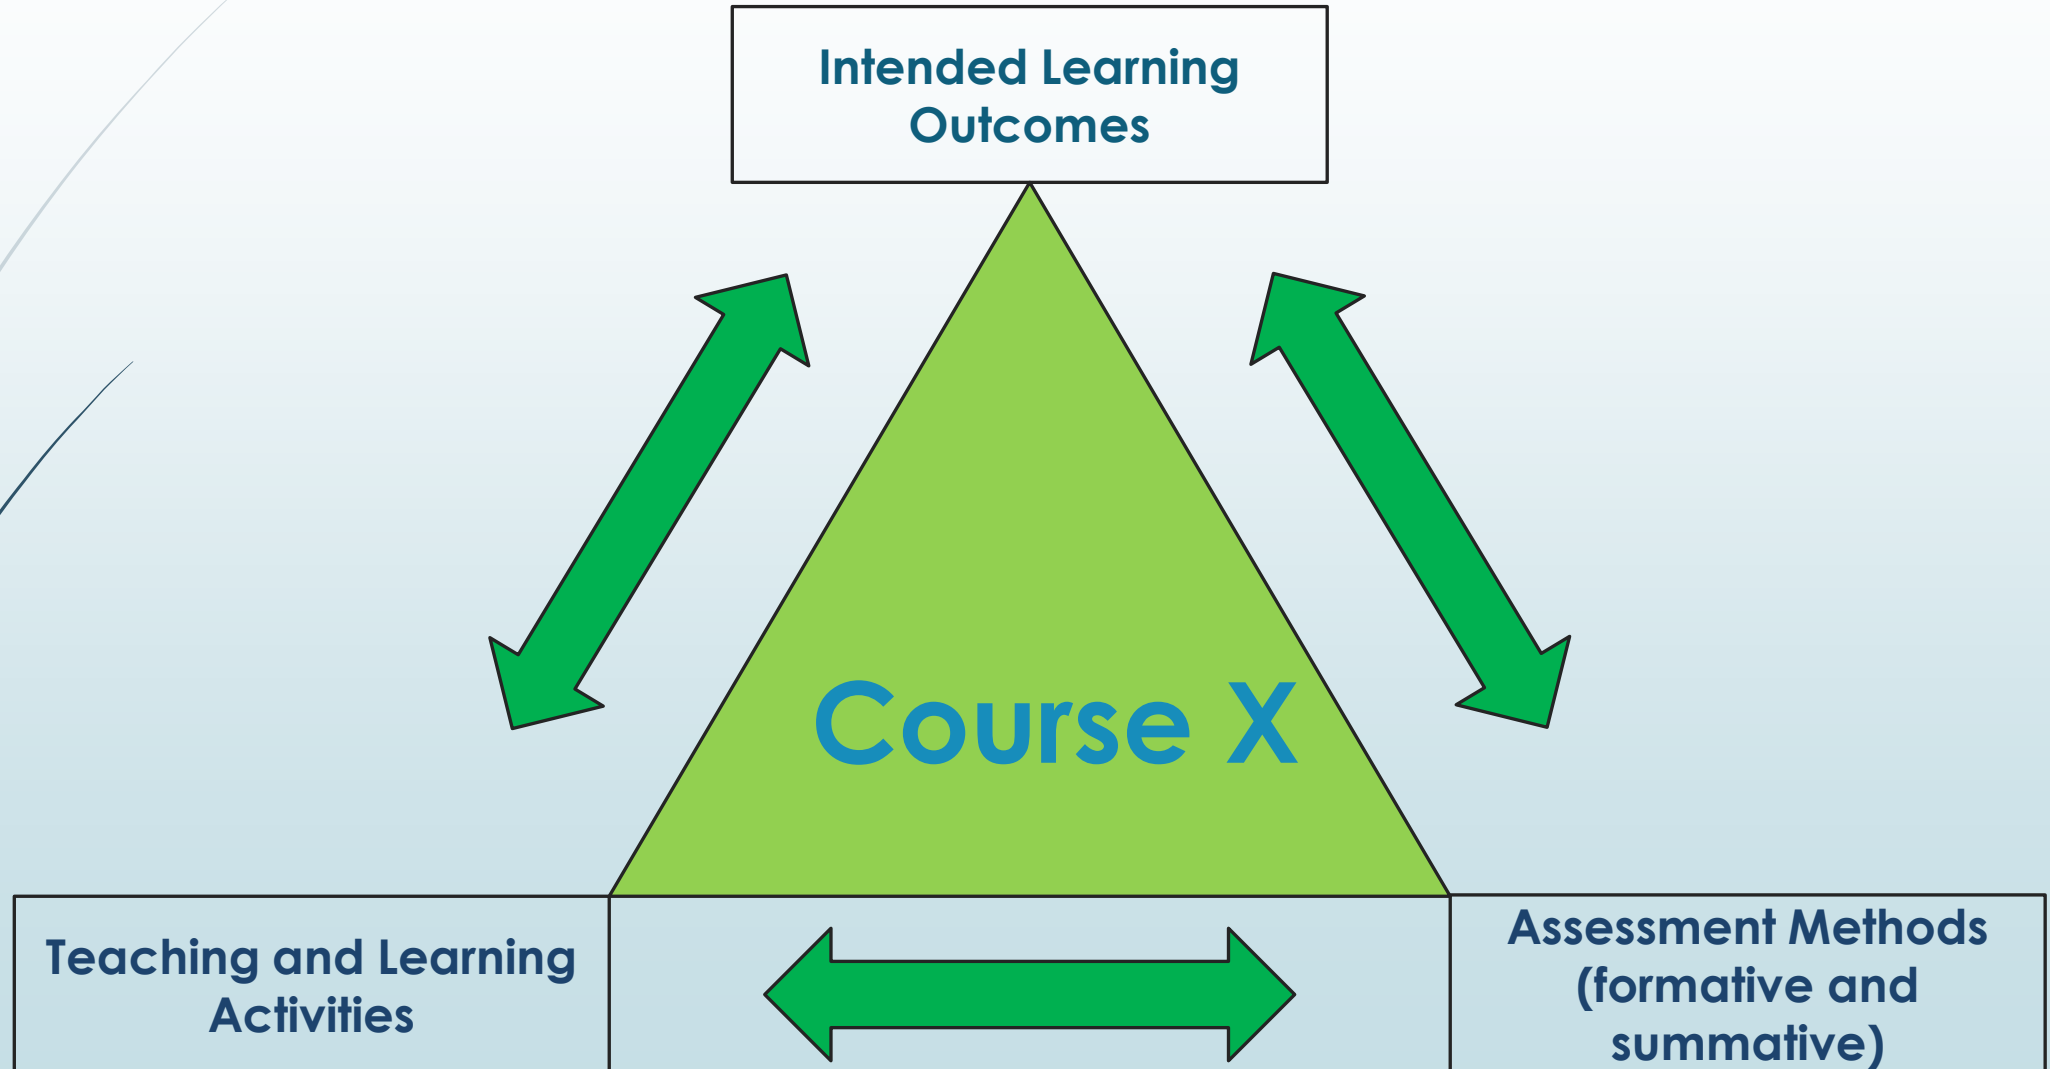 Intended Learning
Outcomes
Course X
Teaching and Learning
Activities
Assessment Methods
(formative and
summative)